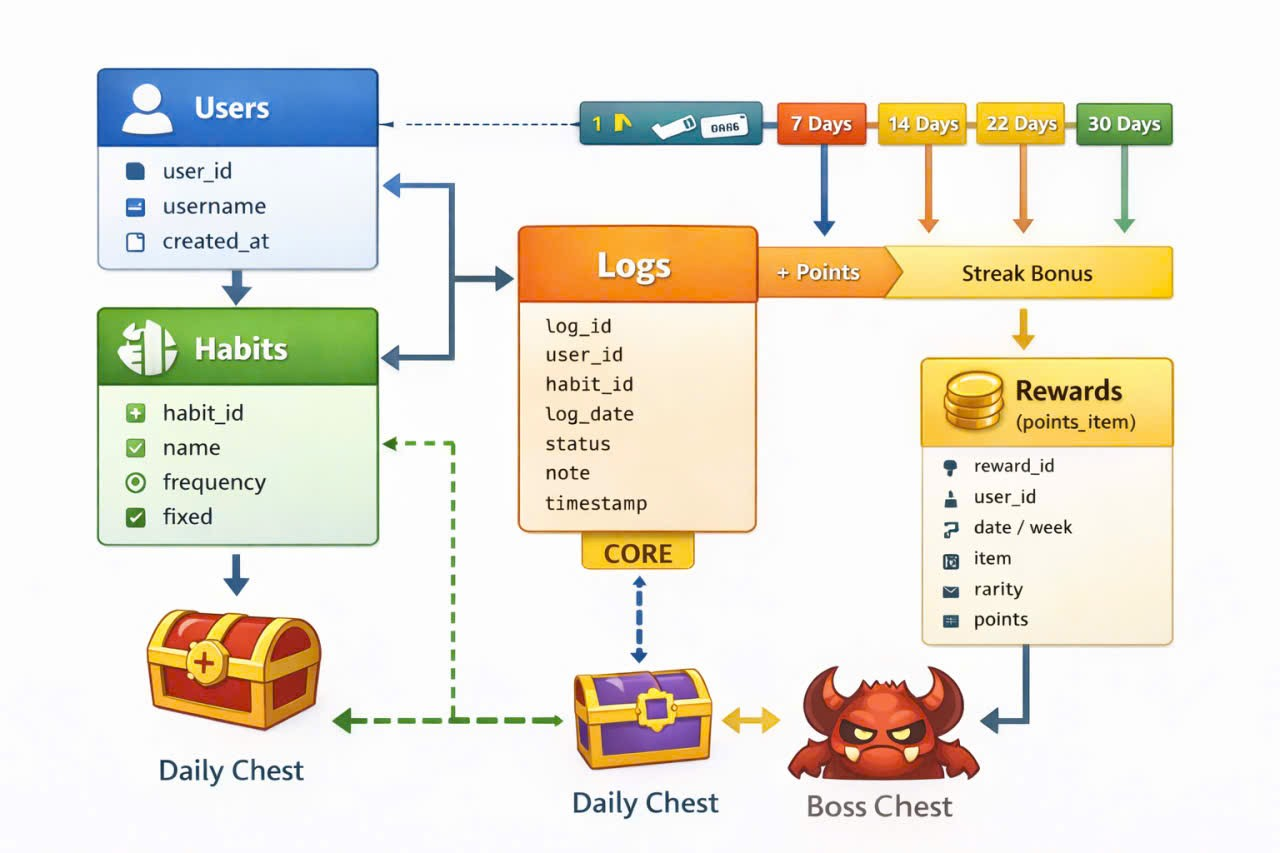 Users
user_id
username
created_at
1
7 Days
14 Days
22 Days
30 Days
Habits
habit_id
name
frequency
fixed
Logs
log_id
user_id
habit_id
log_date
status
note
timestamp
CORE
+ Points
Streak Bonus
Rewards
(points_item)
reward_id
user_id
date / week
item
rarity
points
Daily Chest
Daily Chest
Boss Chest